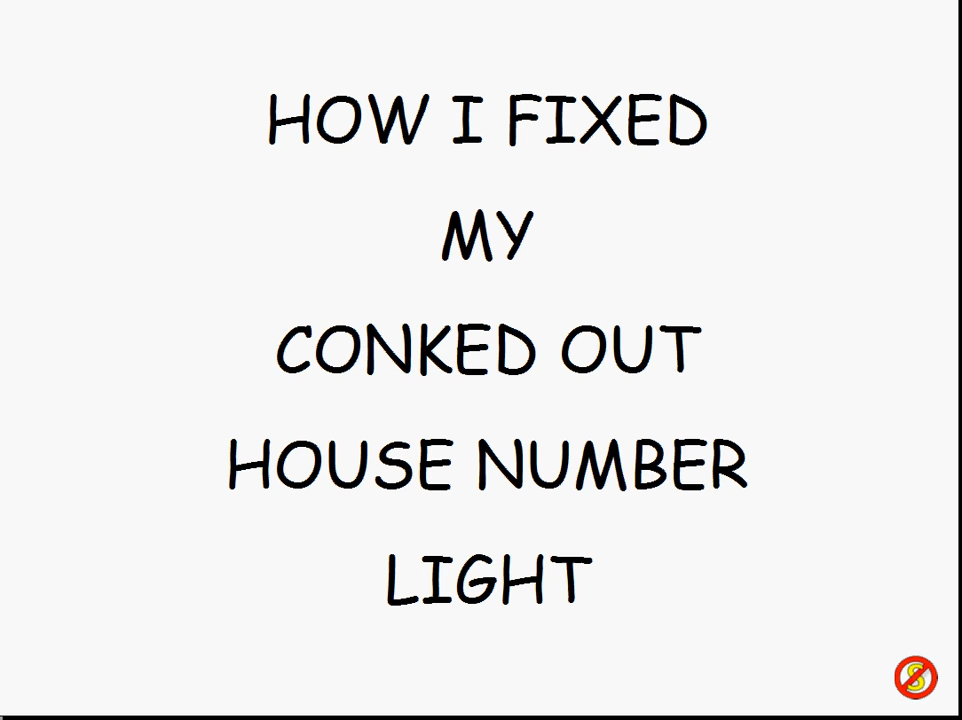 HOW I FIXED
MY
CONKED OUT
HOUSE NUMBER
LIGHT
S